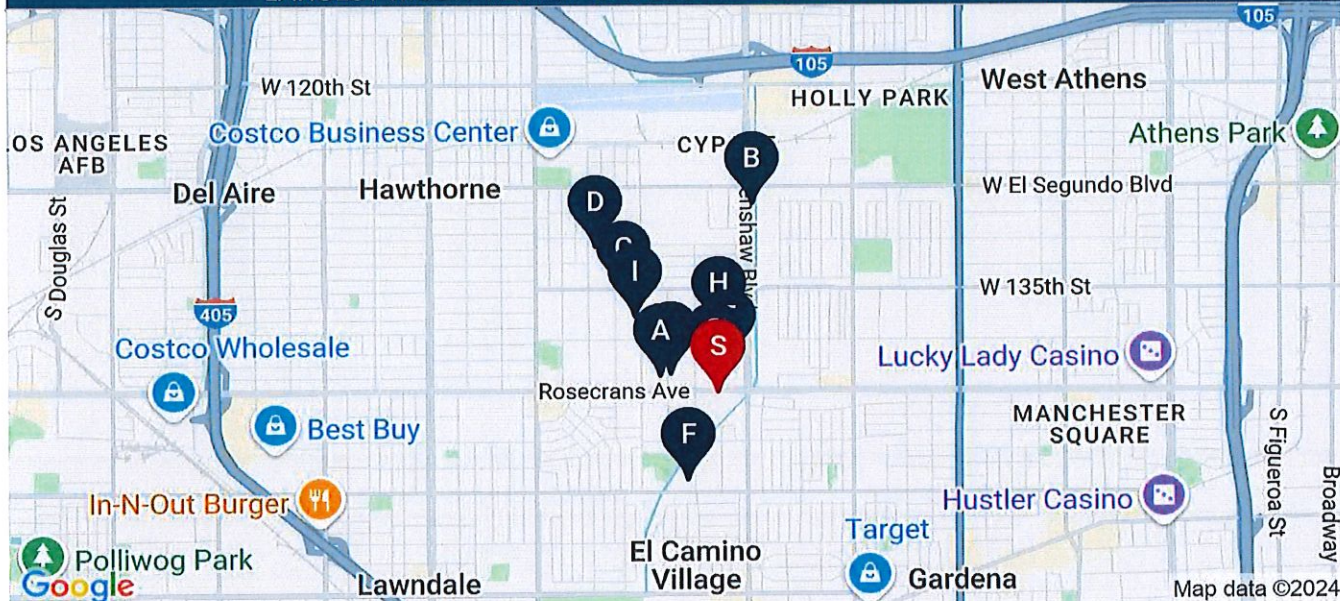 105
105
W 120th St
West Athens
HOLLY PARK
Costco Business Center
CYP
B
Athens Park
LOS ANGELES
AFB
Del Aire
Hawthorne
W El Segundo Blvd
D
S Douglas St
enshaw Blv
I
H
W 135th St
405
A
S
Costco Wholesale
Lucky Lady Casino
Rosecrans Ave
MANCHESTER
SQUARE
F
Best Buy
S Figueroa St
In-N-Out Burger
Hustler Casino
Broadway
Target
El Camino
Village
Polliwog Park
Google
Lawndale
Gardena
Map data ©2024